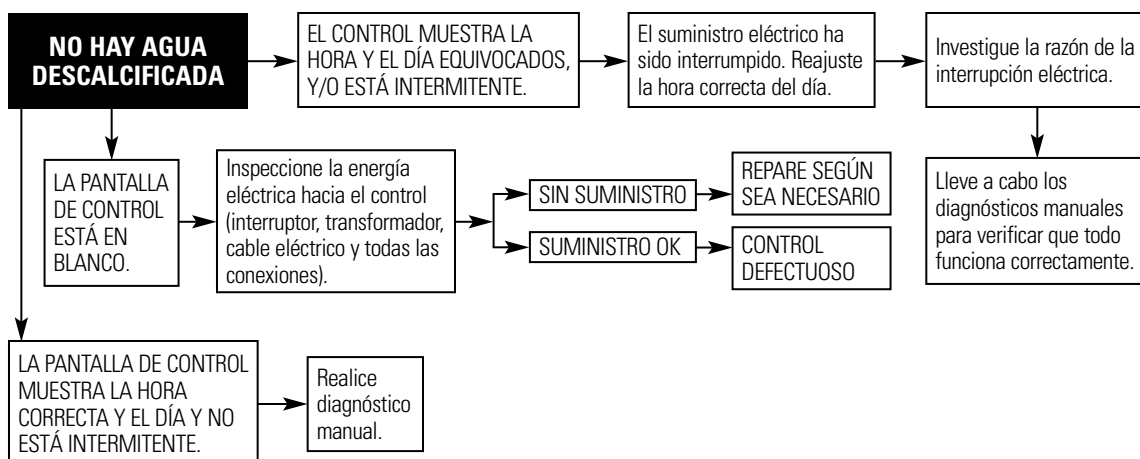 NO HAY AGUA
DESCALCIFICADA
EL CONTROL MUESTRA LA
HORA Y EL DÍA EQUIVOCADOS,
Y/O ESTÁ INTERMITENTE.
El suministro eléctrico ha
sido interrumpido. Reajuste
la hora correcta del día.
Investigue la razón de la
interrupción eléctrica.
Lleve a cabo los
diagnósticos manuales
para verificar que todo
funciona correctamente.
LA PANTALLA
DE CONTROL
ESTÁ EN
BLANCO.
Inspeccione la energía
eléctrica hacia el control
(interruptor, transformador,
cable eléctrico y todas las
conexiones).
SIN SUMINISTRO
REPARE SEGÚN
SEA NECESARIO
SUMINISTRO OK
CONTROL
DEFECTUOSO
LA PANTALLA DE CONTROL
MUESTRA LA HORA
CORRECTA Y EL DÍA Y NO
ESTÁ INTERMITENTE.
Realice
diagnóstico
manual.